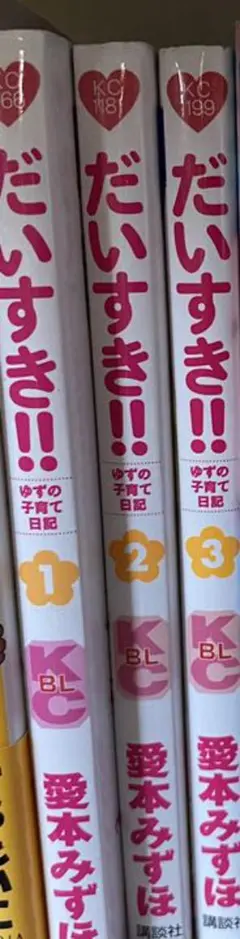 KC
166
だいすき!!
ゆずの
子育て
日記
1
KC
BL
愛本みずほ
KC
1181
だいすき!!
ゆずの
子育て
日記
2
KC
BL
愛本みずほ
講談社
KC
1199
だいすき!!
ゆずの
子育て
日記
3
KC
BL
愛本みずほ
講談社